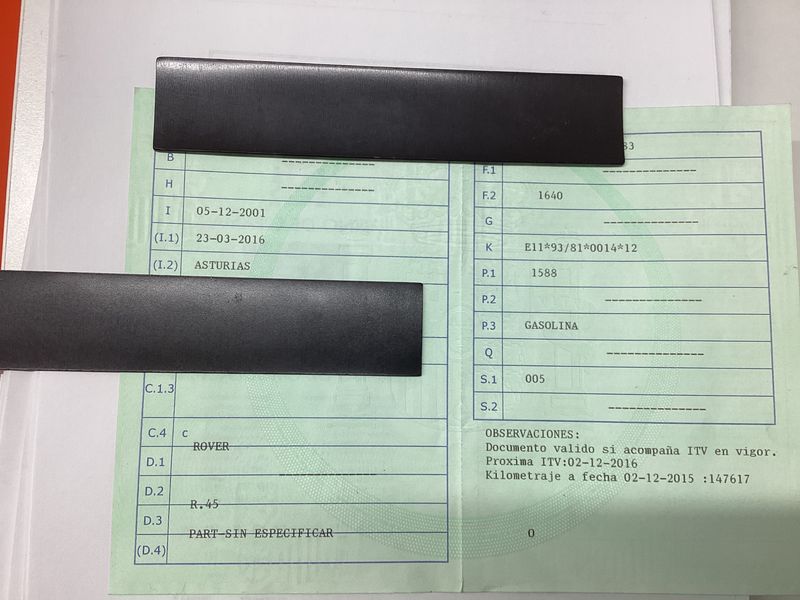 B ---------------
H ---------------
I 05-12-2001
(I.1) 23-03-2016
(I.2) ASTURIAS
C.1.3
C.4 c
ROVER
D.1 ---------------
D.2
R.45
D.3
PART-SIN ESPECIFICAR
(D.4)
83
F.1 ---------------
F.2 1640
G ---------------
K E11*93/81*0014*12
P.1 1588
P.2 ---------------
P.3 GASOLINA
Q ---------------
S.1 005
S.2 ---------------
OBSERVACIONES:
Documento valido si acompaña ITV en vigor.
Proxima ITV:02-12-2016
Kilometraje a fecha 02-12-2015 :147617
0